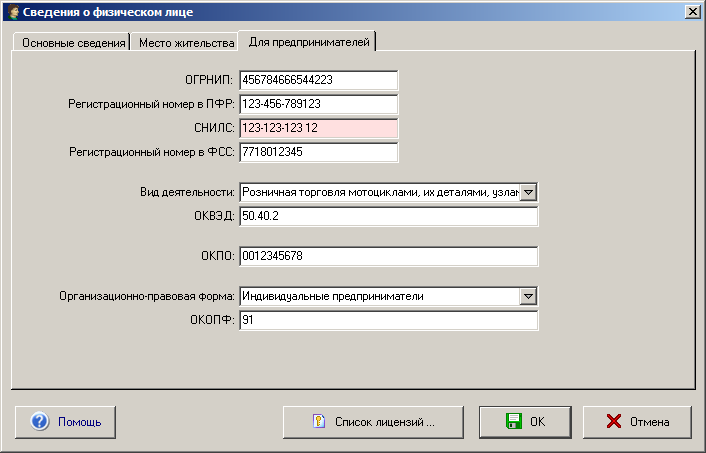 Сведения о физическом лице
Основные сведения Место жительства Для предпринимателей
ОГРНИП: 456784666544223
Регистрационный номер в ПФР: 123-456-789123
СНИЛС: 123-123-123 12
Регистрационный номер в ФСС: 7718012345
Вид деятельности: Розничная торговля мотоциклами, их деталями, узлам
ОКВЭД: 50.40.2
ОКПО: 0012345678
Организационно-правовая форма: Индивидуальные предприниматели
ОКОПФ: 91
Помощь Список лицензий ... ОК Отмена